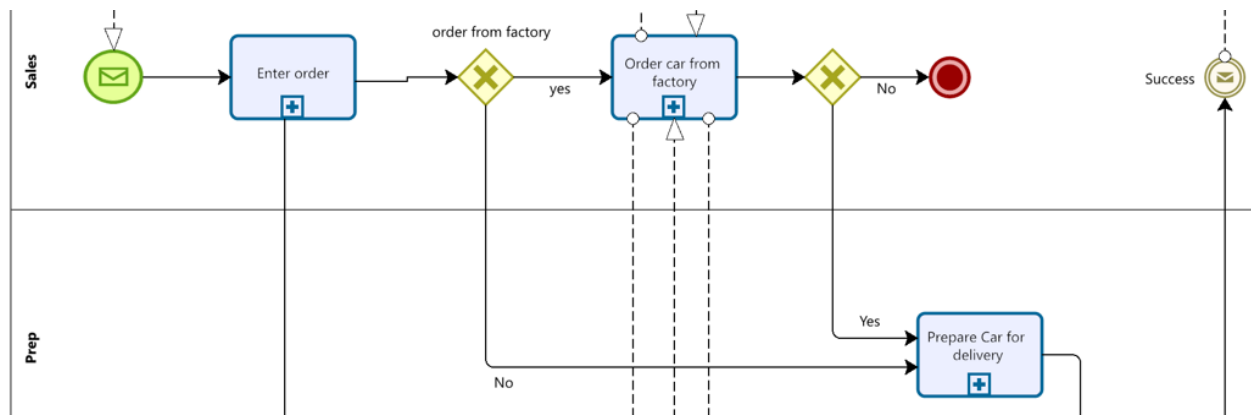 Sales
order from factory
Enter order
yes
Order car from
factory
No
Success
Prep
Yes
No
Prepare Car for
delivery